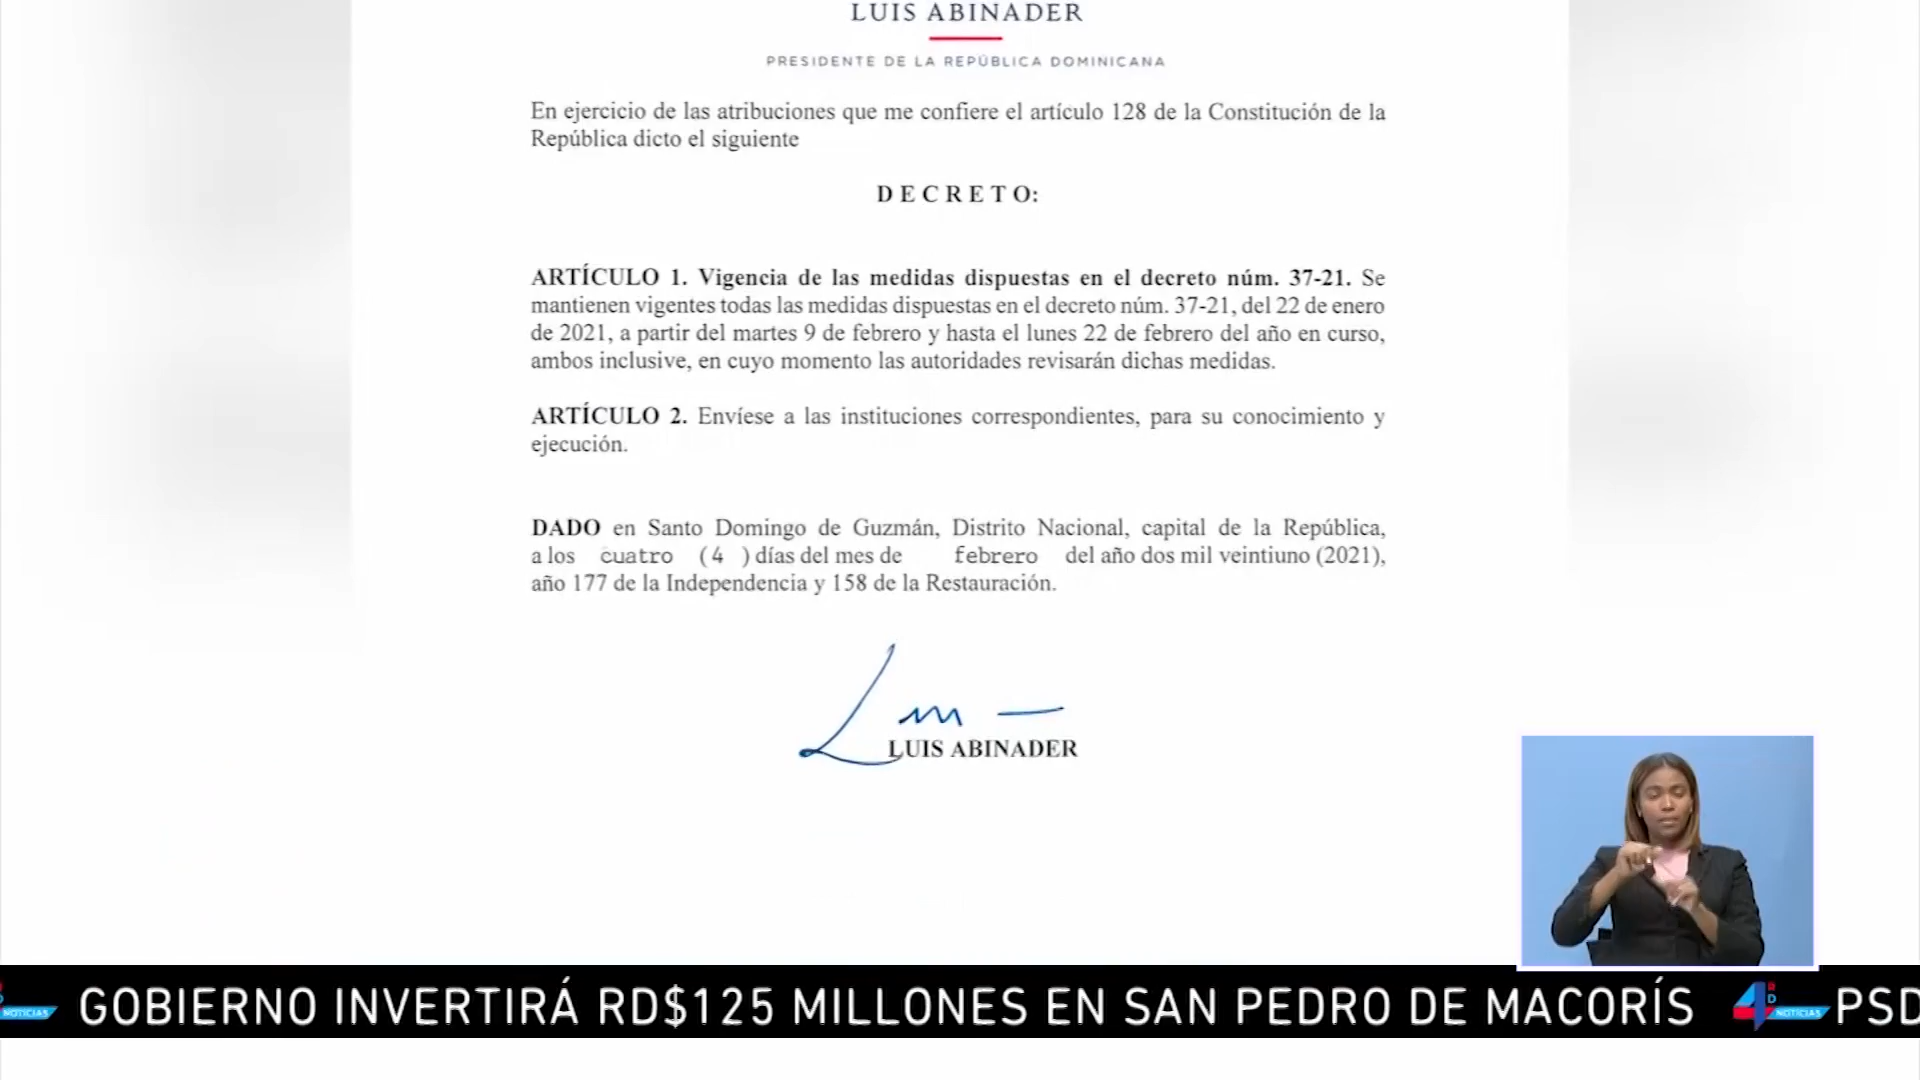 LUIS ABINADER
PRESIDENTE DE LA REPÚBLICA DOMINICANA
En ejercicio de las atribuciones que me confiere el artículo 128 de la Constitución de la
República dicto el siguiente
D E C R E T O:
ARTÍCULO 1. Vigencia de las medidas dispuestas en el decreto núm. 37-21. Se
mantienen vigentes todas las medidas dispuestas en el decreto núm. 37-21, del 22 de enero
de 2021, a partir del martes 9 de febrero y hasta el lunes 22 de febrero del año en curso,
ambos inclusive, en cuyo momento las autoridades revisarán dichas medidas.
ARTÍCULO 2. Envíese a las instituciones correspondientes, para su conocimiento y
ejecución.
DADO en Santo Domingo de Guzmán, Distrito Nacional, capital de la República,
a los cuatro (4 ) días del mes de febrero del año dos mil veintiuno (2021),
año 177 de la Independencia y 158 de la Restauración.
LUIS ABINADER
NOTICIAS GOBIERNO INVERTIRÁ RD$125 MILLONES EN SAN PEDRO DE MACORÍS 4 RD NOTICIAS PSD